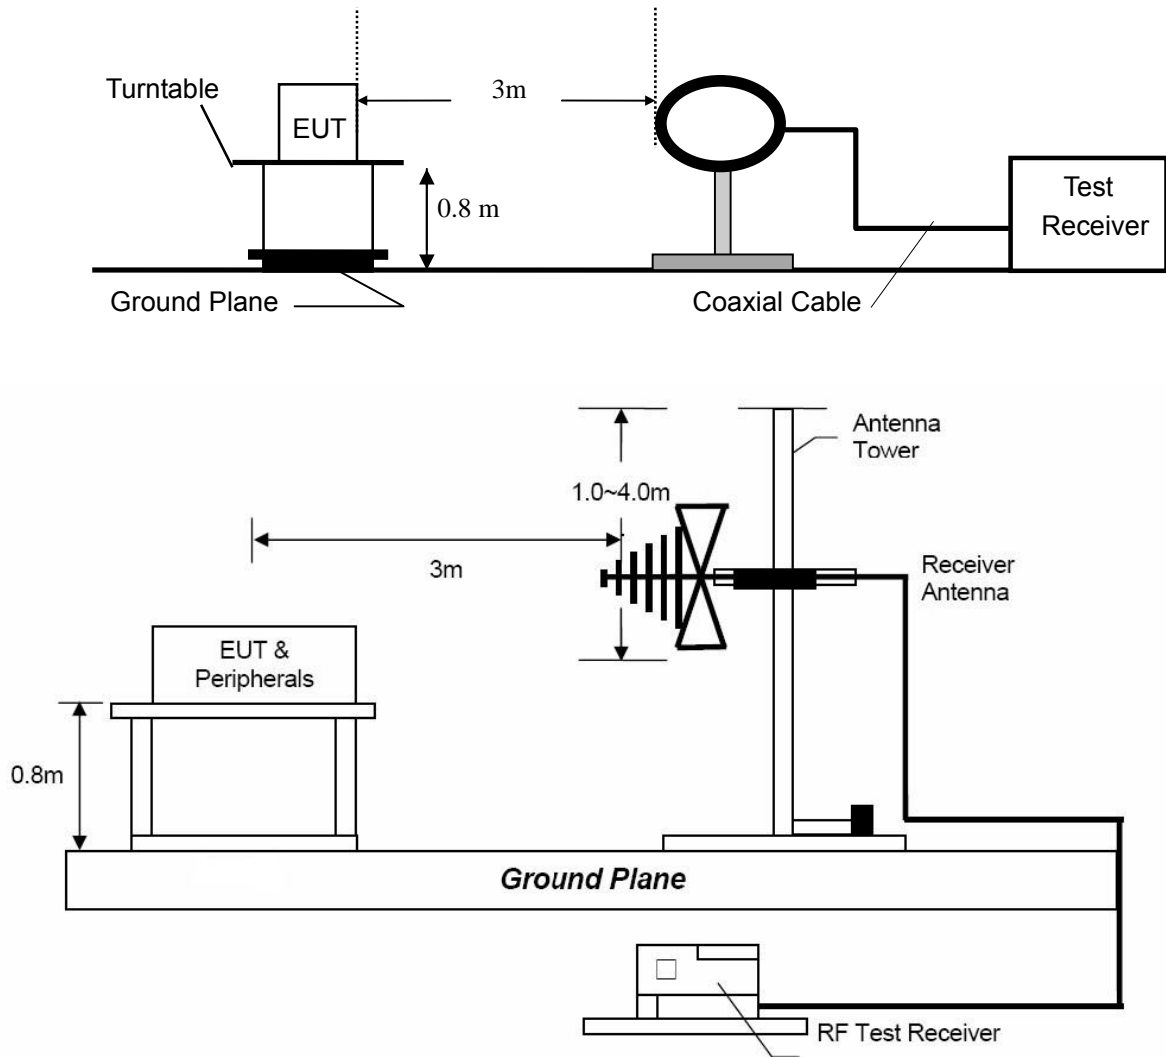 3m
Turntable
EUT
0.8 m
Test
Receiver
Ground Plane
Coaxial Cable
Antenna
Tower
1.0~4.0m
3m
Receiver
Antenna
EUT &
Peripherals
0.8m
Ground Plane
RF Test Receiver